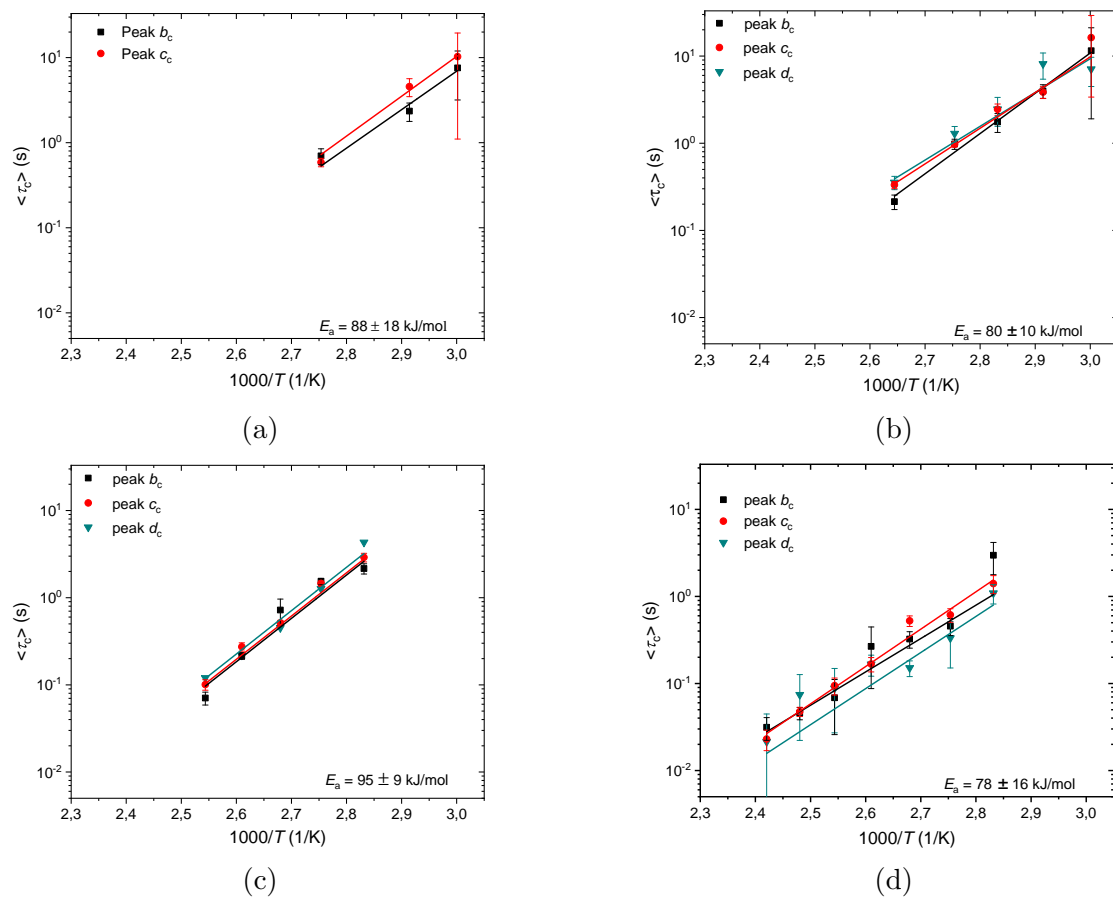 Peak b_c
Peak c_c
<τ_c> (s)
10^1
10^0
10^-1
10^-2
E_a = 88 ± 18 kJ/mol
2,3 2,4 2,5 2,6 2,7 2,8 2,9 3,0
1000/T (1/K)
(a)
peak b_c
peak c_c
peak d_c
<τ_c> (s)
10^1
10^0
10^-1
10^-2
E_a = 80 ± 10 kJ/mol
2,3 2,4 2,5 2,6 2,7 2,8 2,9 3,0
1000/T (1/K)
(b)
peak b_c
peak c_c
peak d_c
<τ_c> (s)
10^1
10^0
10^-1
10^-2
E_a = 95 ± 9 kJ/mol
2,3 2,4 2,5 2,6 2,7 2,8 2,9 3,0
1000/T (1/K)
(c)
peak b_c
peak c_c
peak d_c
<τ_c> (s)
10^1
10^0
10^-1
10^-2
E_a = 78 ± 16 kJ/mol
2,3 2,4 2,5 2,6 2,7 2,8 2,9 3,0
1000/T (1/K)
(d)